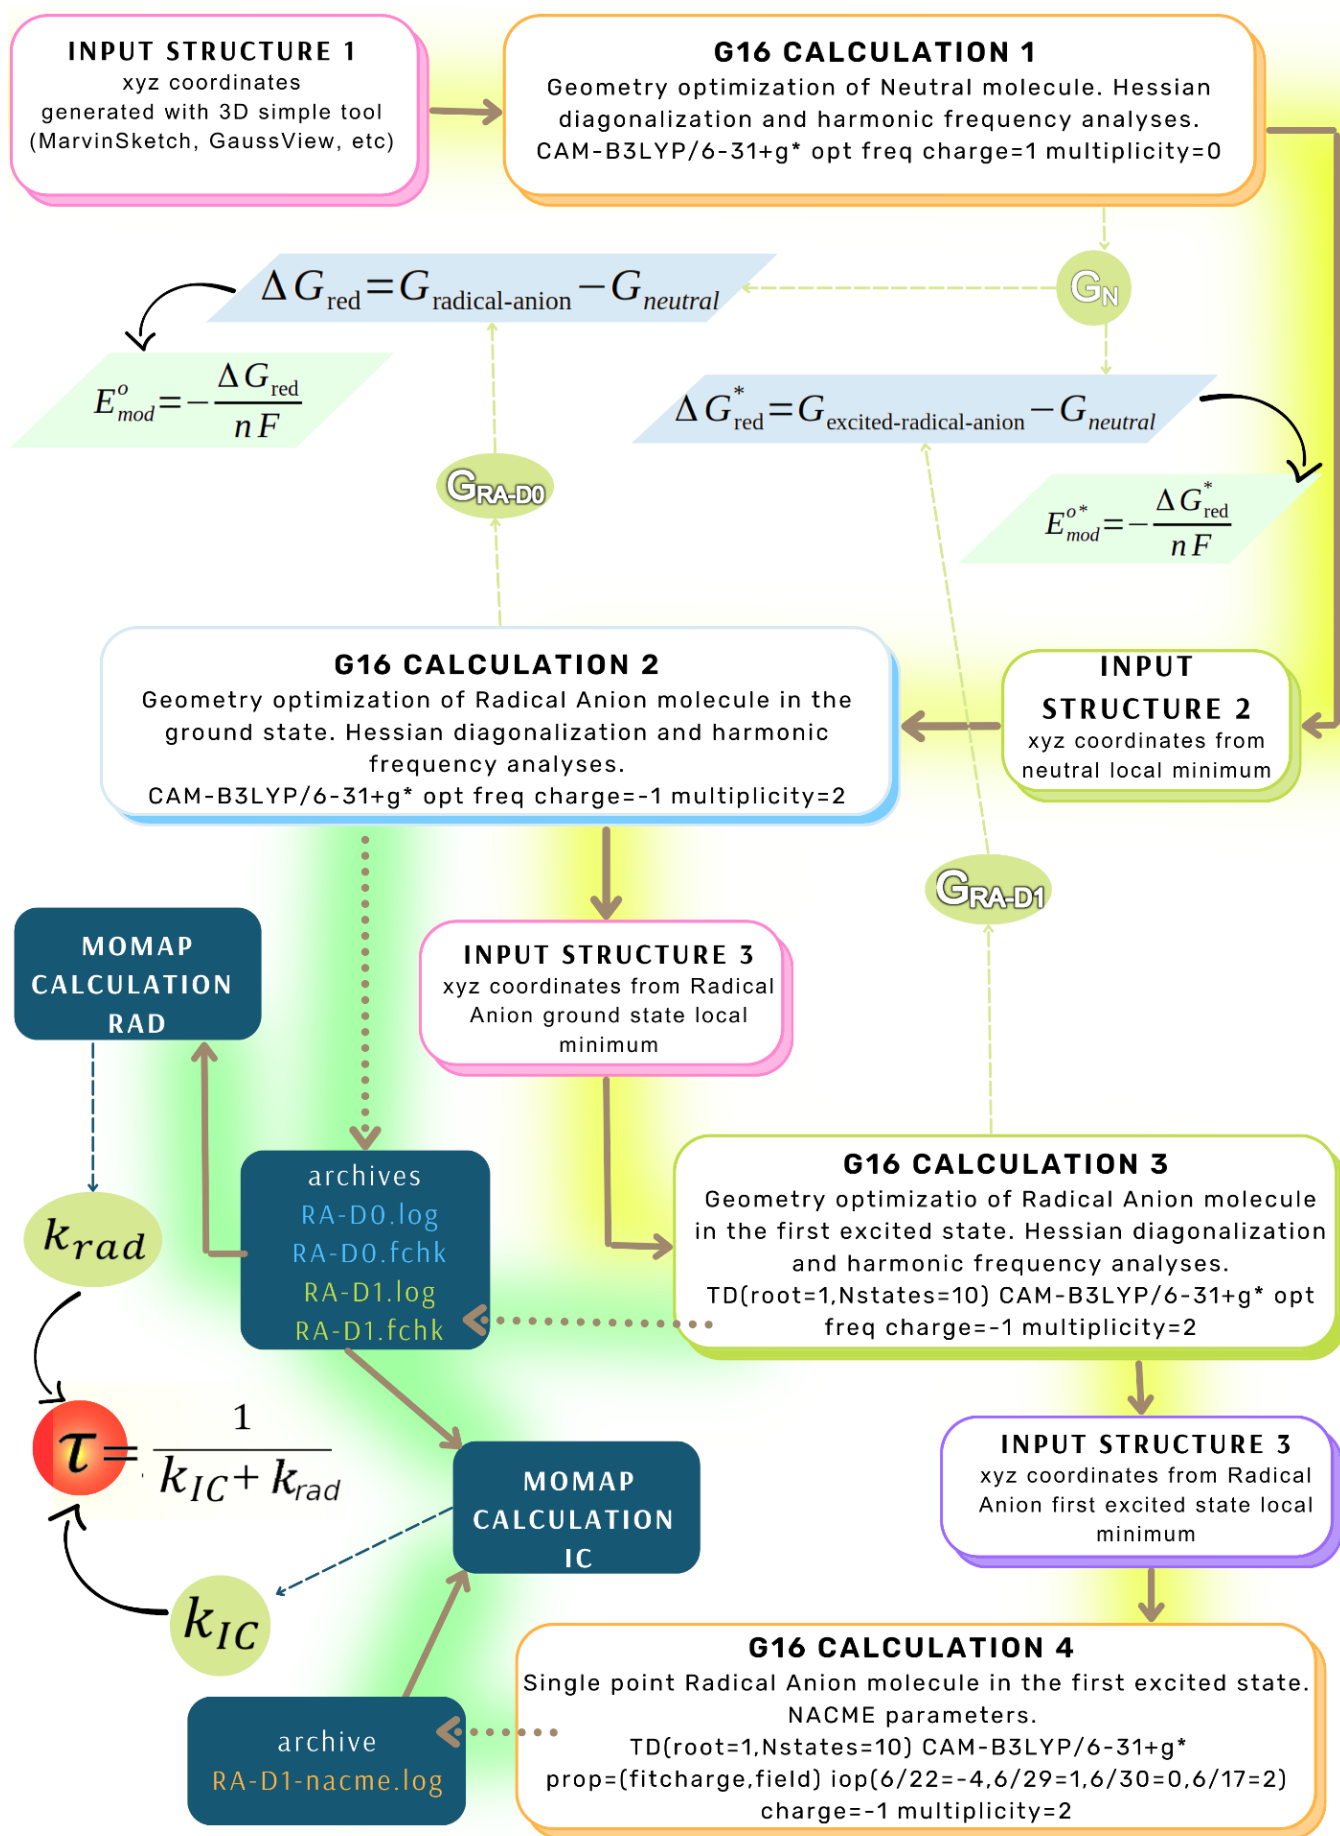 INPUT STRUCTURE 1
xyz coordinates
generated with 3D simple tool
(MarvinSketch, GaussView, etc)
G16 CALCULATION 1
Geometry optimization of Neutral molecule. Hessian
diagonalization and harmonic frequency analyses.
CAM-B3LYP/6-31+g* opt freq charge=1 multiplicity=0
Δ G_red = G_radical-anion − G_neutral
G_N
E^o_mod = − Δ G_red / n F
Δ G^*_red = G_excited-radical-anion − G_neutral
G_RA-D0
E^o*_mod = − Δ G^*_red / n F
G16 CALCULATION 2
Geometry optimization of Radical Anion molecule in the
ground state. Hessian diagonalization and harmonic
frequency analyses.
CAM-B3LYP/6-31+g* opt freq charge=-1 multiplicity=2
INPUT
STRUCTURE 2
xyz coordinates from
neutral local minimum
G_RA-D1
MOMAP
CALCULATION
RAD
INPUT STRUCTURE 3
xyz coordinates from Radical
Anion ground state local
minimum
k_rad
archives
RA-D0.log
RA-D0.fchk
RA-D1.log
RA-D1.fchk
G16 CALCULATION 3
Geometry optimizatio of Radical Anion molecule
in the first excited state. Hessian diagonalization
and harmonic frequency analyses.
TD(root=1,Nstates=10) CAM-B3LYP/6-31+g* opt
freq charge=-1 multiplicity=2
τ = 1 / k_IC + k_rad
MOMAP
CALCULATION
IC
INPUT STRUCTURE 3
xyz coordinates from Radical
Anion first excited state local
minimum
k_IC
archive
RA-D1-nacme.log
G16 CALCULATION 4
Single point Radical Anion molecule in the first excited state.
NACME parameters.
TD(root=1,Nstates=10) CAM-B3LYP/6-31+g*
prop=(fitcharge,field) iop(6/22=-4,6/29=1,6/30=0,6/17=2)
charge=-1 multiplicity=2